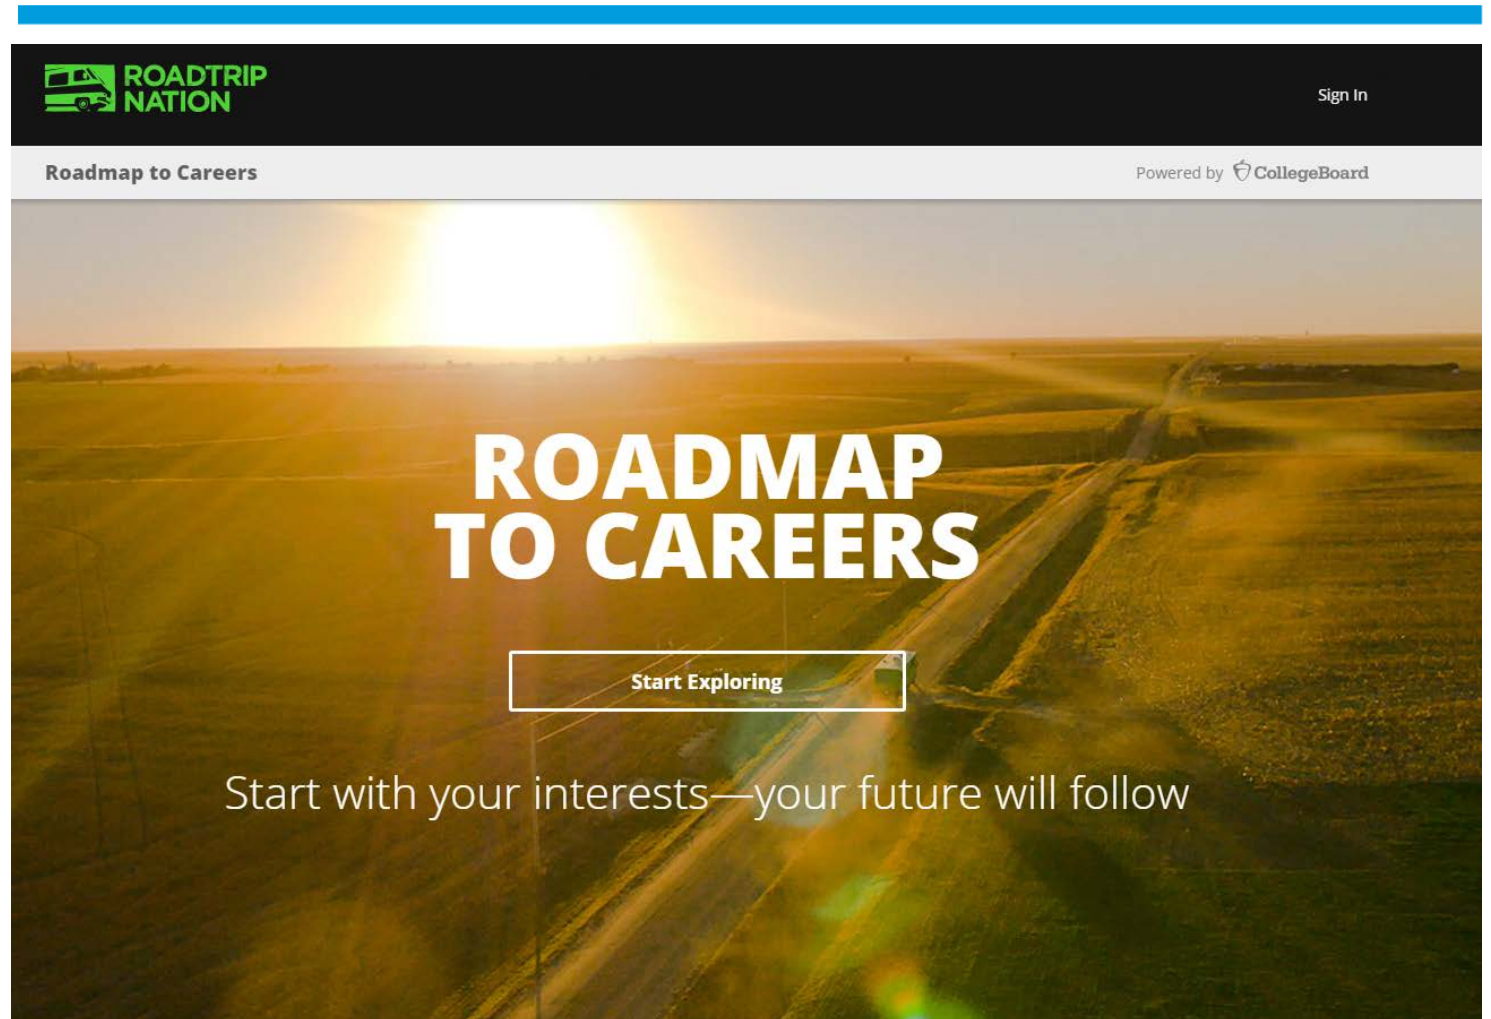 ROADTRIP
NATION
Sign In
Roadmap to Careers
Powered by CollegeBoard
ROADMAP
TO CAREERS
Start Exploring
Start with your interests—your future will follow